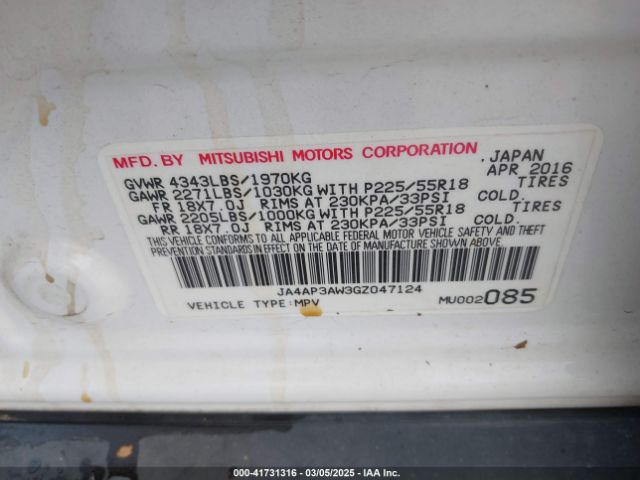 MFD. BY MITSUBISHI MOTORS CORPORATION , JAPAN
GVWR 4343LBS/1970KG APR 2016
GAWR 2271LBS/1030KG WITH P225/55R18 TIRES
FR 18X7.0J RIMS AT 230KPA/33PSI COLD.
GAWR 2205LBS/1000KG WITH P225/55R18 TIRES
RR 18X7.0J RIMS AT 230KPA/33PSI COLD.
THIS VEHICLE CONFORMS TO ALL APPLICABLE FEDERAL MOTOR VEHICLE SAFETY AND THEFT
PREVENTION STANDARDS IN EFFECT ON THE DATE OF MANUFACTURE SHOWN ABOVE.
JA4AP3AW3GZ047124
VEHICLE TYPE:MPV MU002085
000-41731316 - 03/05/2025 - IAA Inc.